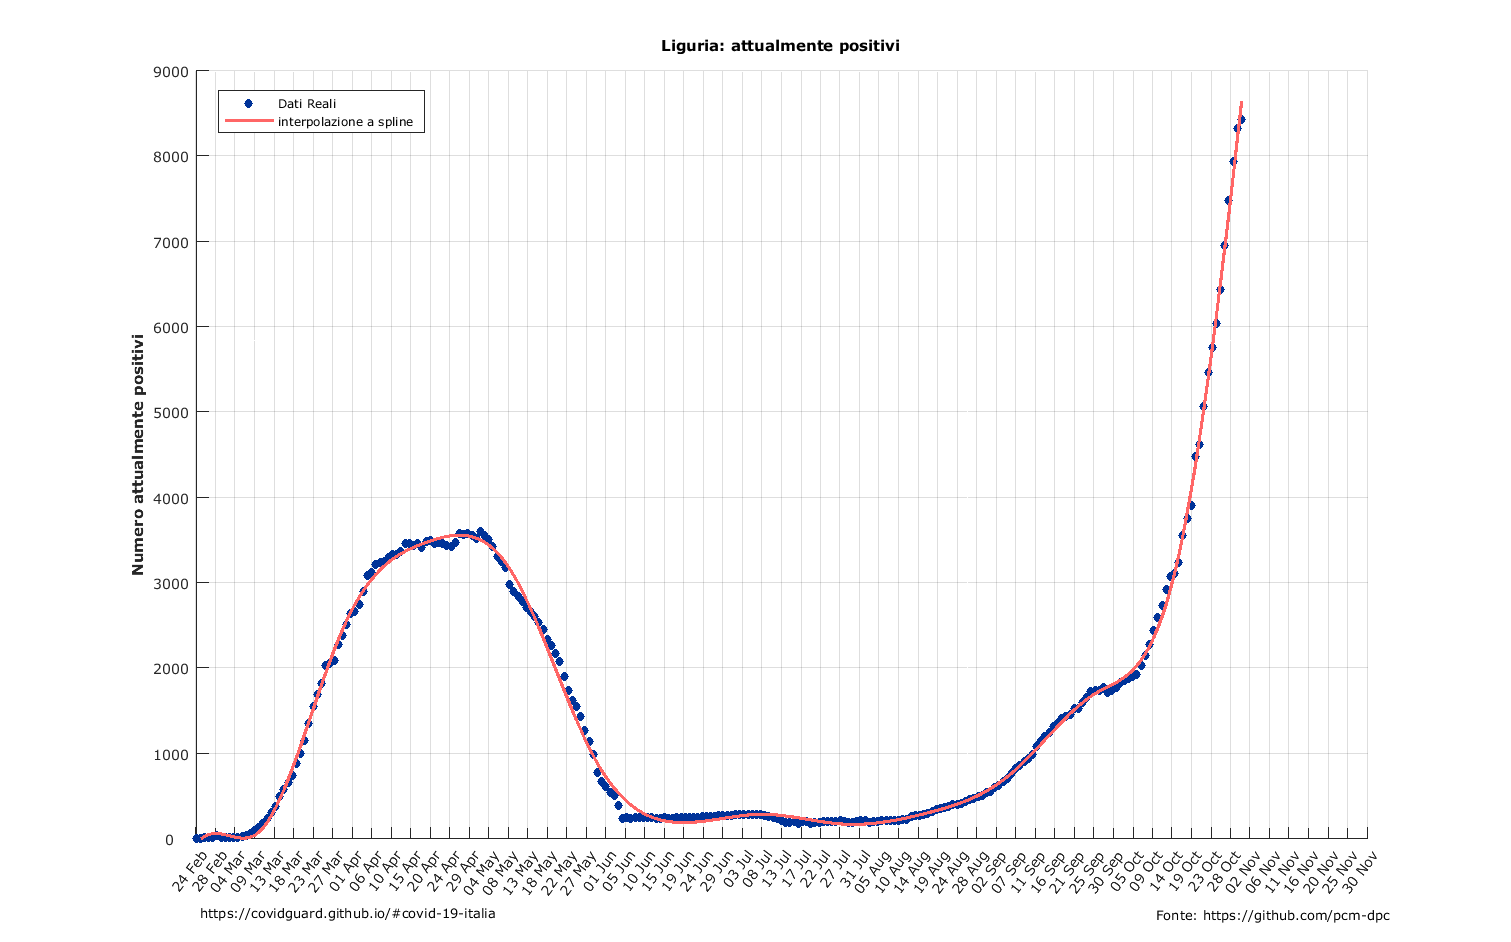 Liguria: attualmente positivi
Dati Reali
interpolazione a spline
Numero attualmente positivi
9000
8000
7000
6000
5000
4000
3000
2000
1000
0
24 Feb
28 Feb
04 Mar
09 Mar
13 Mar
18 Mar
23 Mar
27 Mar
01 Apr
06 Apr
10 Apr
15 Apr
20 Apr
24 Apr
29 Apr
04 May
08 May
13 May
18 May
22 May
27 May
01 Jun
05 Jun
10 Jun
15 Jun
19 Jun
24 Jun
29 Jun
03 Jul
08 Jul
13 Jul
17 Jul
22 Jul
27 Jul
31 Jul
05 Aug
10 Aug
14 Aug
19 Aug
24 Aug
28 Aug
02 Sep
07 Sep
11 Sep
16 Sep
21 Sep
25 Sep
30 Sep
05 Oct
09 Oct
14 Oct
19 Oct
23 Oct
28 Oct
02 Nov
06 Nov
11 Nov
16 Nov
20 Nov
25 Nov
30 Nov
https://covidguard.github.io/#covid-19-italia
Fonte: https://github.com/pcm-dpc